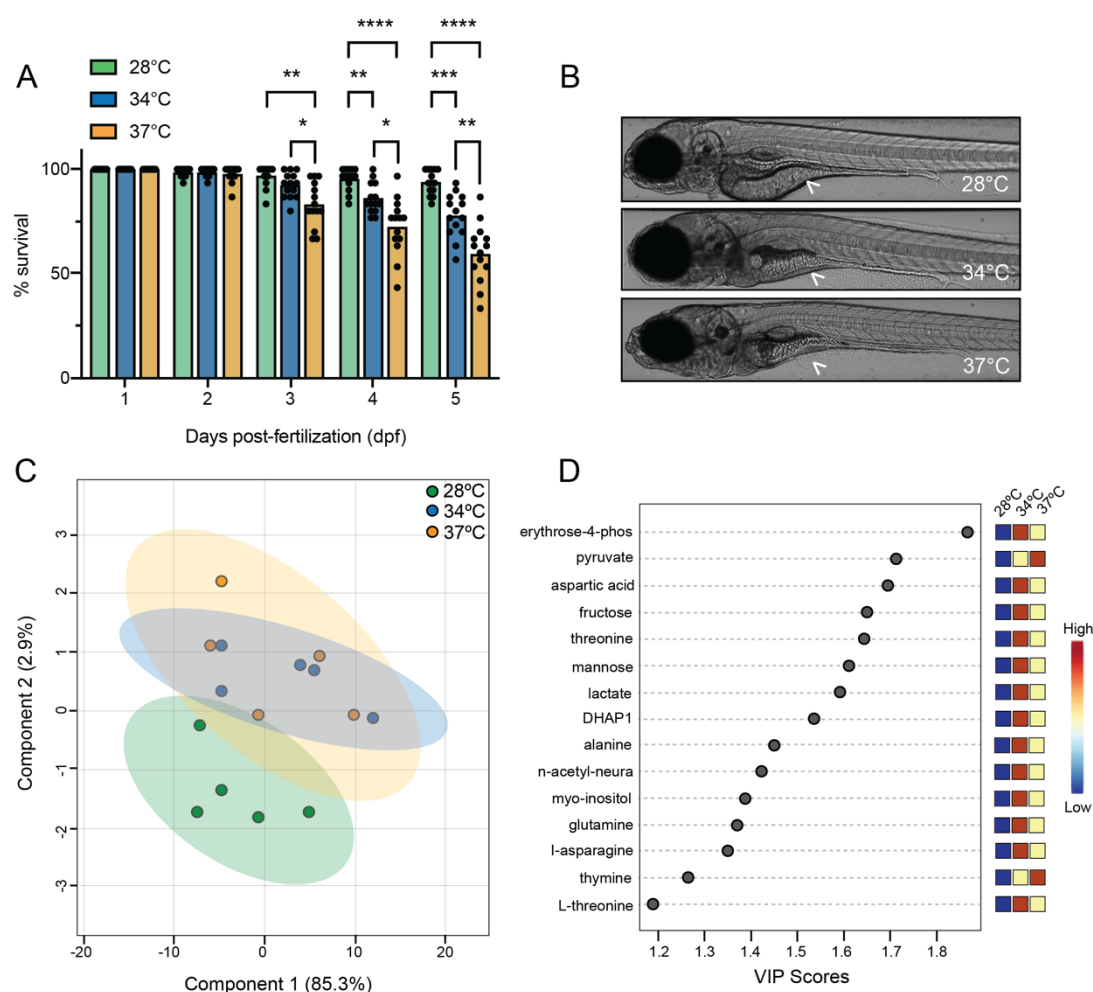 A
28°C
34°C
37°C
**** ****
** ** ***
* * **
100
50
0
% survival
1 2 3 4 5
Days post-fertilization (dpf)
B
28°C
34°C
37°C
C
28ºC
34ºC
37ºC
3
2
1
0
-1
-2
-3
Component 2 (2.9%)
-20 -10 0 10 20
Component 1 (85.3%)
D
28ºC 34ºC 37ºC
erythrose-4-phos
pyruvate
aspartic acid
fructose
threonine
mannose
lactate
DHAP1
alanine
n-acetyl-neura
myo-inositol
glutamine
l-asparagine
thymine
L-threonine
High
Low
1.2 1.3 1.4 1.5 1.6 1.7 1.8
VIP Scores